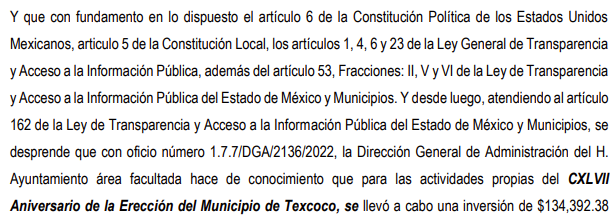 Y que con fundamento en lo dispuesto el artículo 6 de la Constitución Política de los Estados Unidos
Mexicanos, articulo 5 de la Constitución Local, los artículos 1, 4, 6 y 23 de la Ley General de Transparencia
y Acceso a la Información Pública, además del artículo 53, Fracciones: II, V y VI de la Ley de Transparencia
y Acceso a la Información Pública del Estado de México y Municipios. Y desde luego, atendiendo al artículo
162 de la Ley de Transparencia y Acceso a la Información Pública del Estado de México y Municipios, se
desprende que con oficio número 1.7.7/DGA/2136/2022, la Dirección General de Administración del H.
Ayuntamiento área facultada hace de conocimiento que para las actividades propias del CXLVII
Aniversario de la Erección del Municipio de Texcoco, se llevó a cabo una inversión de $134,392.38